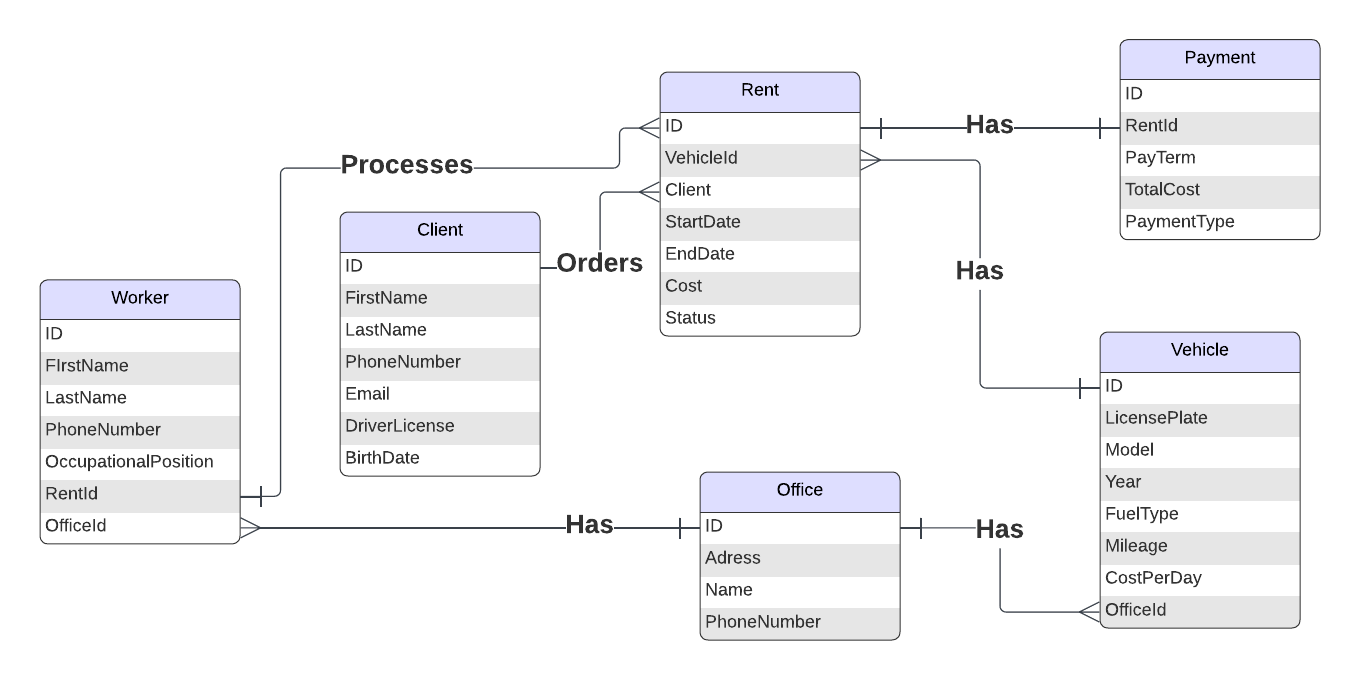 Payment
ID
RentId
PayTerm
TotalCost
PaymentType
Rent
ID
VehicleId
Client
StartDate
EndDate
Cost
Status
Has
Processes
Client
ID
FirstName
LastName
PhoneNumber
Email
DriverLicense
BirthDate
Orders
Has
Worker
ID
FIrstName
LastName
PhoneNumber
OccupationalPosition
RentId
OfficeId
Vehicle
ID
LicensePlate
Model
Year
FuelType
Mileage
CostPerDay
OfficeId
Has
Office
ID
Adress
Name
PhoneNumber
Has